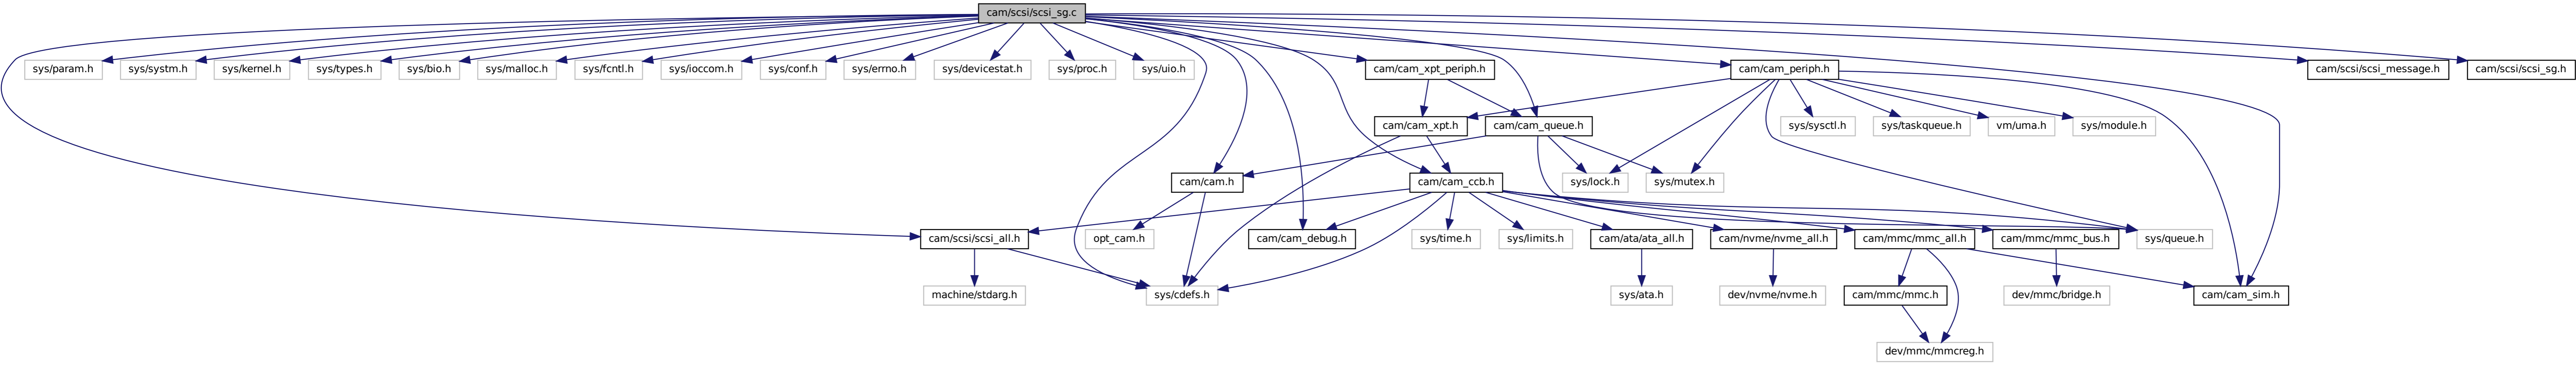 cam/scsi/scsi_sg.c
sys/param.h
sys/systm.h
sys/kernel.h
sys/types.h
sys/bio.h
sys/malloc.h
sys/fcntl.h
sys/ioccom.h
sys/conf.h
sys/errno.h
sys/devicestat.h
sys/proc.h
sys/uio.h
cam/cam_xpt_periph.h
cam/cam_periph.h
cam/scsi/scsi_message.h
cam/scsi/scsi_sg.h
cam/cam_xpt.h
cam/cam_queue.h
sys/sysctl.h
sys/taskqueue.h
vm/uma.h
sys/module.h
cam/cam.h
cam/cam_ccb.h
sys/lock.h
sys/mutex.h
cam/scsi/scsi_all.h
opt_cam.h
cam/cam_debug.h
sys/time.h
sys/limits.h
cam/ata/ata_all.h
cam/nvme/nvme_all.h
cam/mmc/mmc_all.h
cam/mmc/mmc_bus.h
sys/queue.h
machine/stdarg.h
sys/cdefs.h
sys/ata.h
dev/nvme/nvme.h
cam/mmc/mmc.h
dev/mmc/bridge.h
cam/cam_sim.h
dev/mmc/mmcreg.h